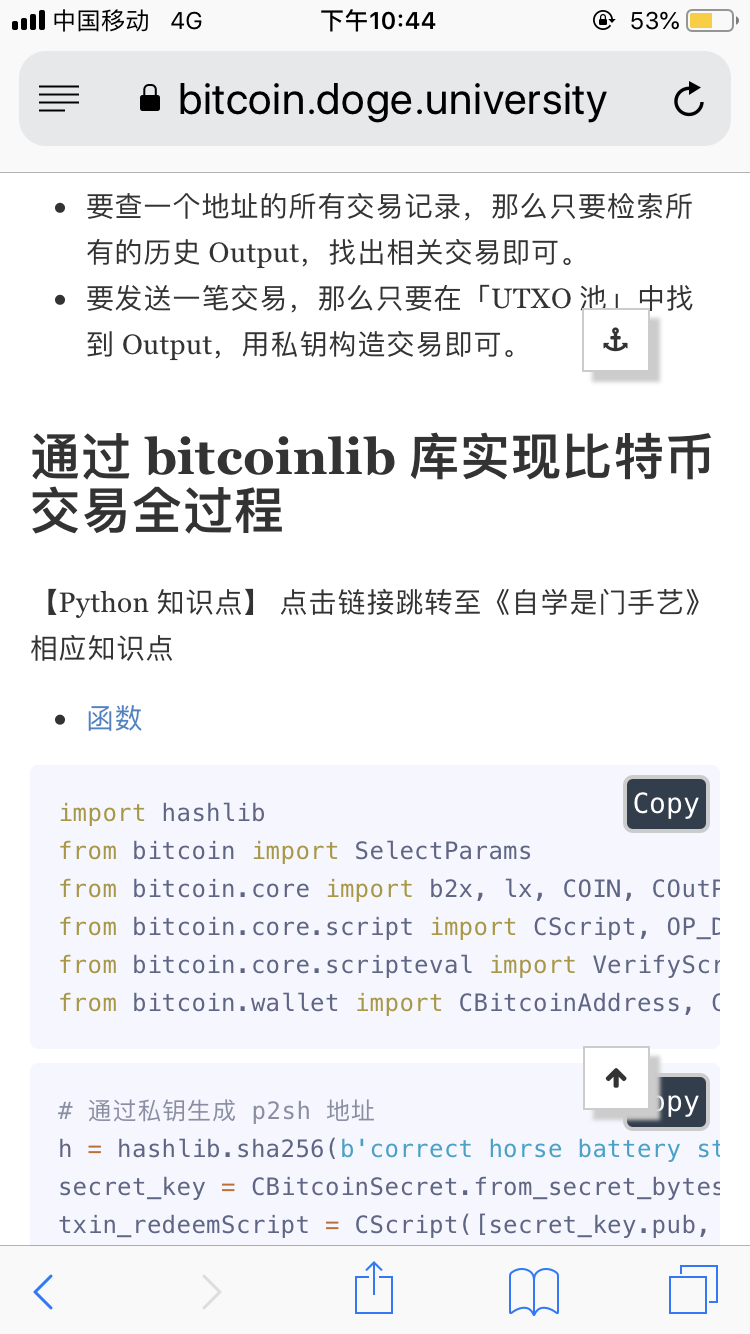 中国移动 4G 下午10:44 53%
bitcoin.doge.university
• 要查一个地址的所有交易记录，那么只要检索所
有的历史 Output，找出相关交易即可。
• 要发送一笔交易，那么只要在「UTXO 池」中找
到 Output，用私钥构造交易即可。
通过 bitcoinlib 库实现比特币
交易全过程
【Python 知识点】 点击链接跳转至《自学是门手艺》
相应知识点
• 函数
Copy
import hashlib
from bitcoin import SelectParams
from bitcoin.core import b2x, lx, COIN, COutP
from bitcoin.core.script import CScript, OP_D
from bitcoin.core.scripteval import VerifyScr
from bitcoin.wallet import CBitcoinAddress, C
opy
# 通过私钥生成 p2sh 地址
h = hashlib.sha256(b'correct horse battery st
secret_key = CBitcoinSecret.from_secret_bytes
txin_redeemScript = CScript([secret_key.pub,